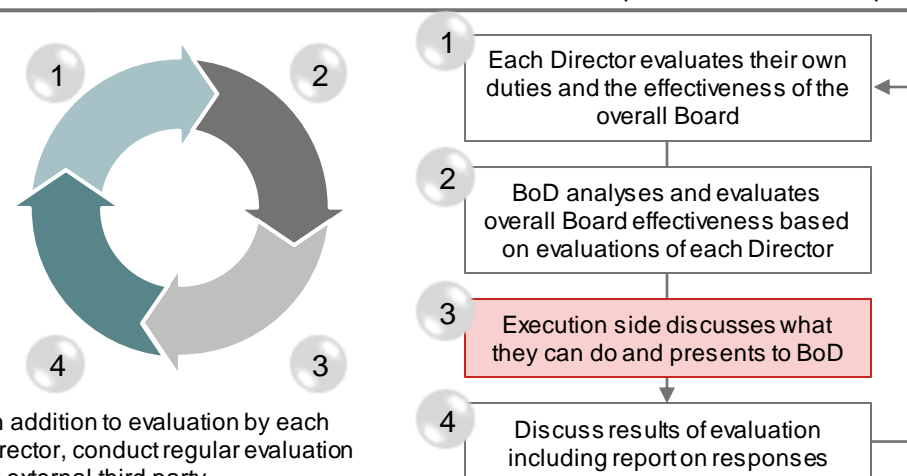 1
2
4
3
n addition to evaluation by each
irector, conduct regular evaluation
external third party
1
Each Director evaluates their own
duties and the effectiveness of the
overall Board
2
BoD analyses and evaluates
overall Board effectiveness based
on evaluations of each Director
3
Execution side discusses what
they can do and presents to BoD
4
Discuss results of evaluation
including report on responses